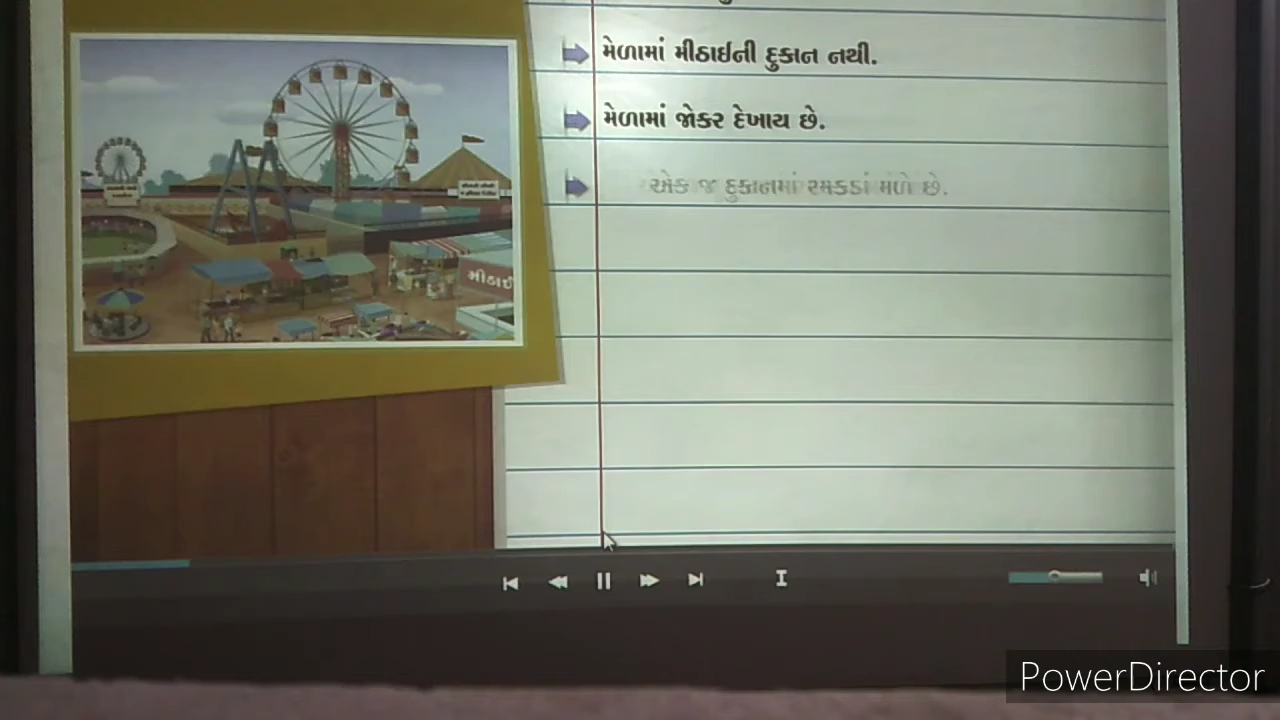 મેળામાં મીઠાઈની દુકાન નથી.
મેળામાં જોકર દેખાય છે.
એક જ દુકાનમાં રમકડાં મળે છે.
મીઠાઈ
PowerDirector